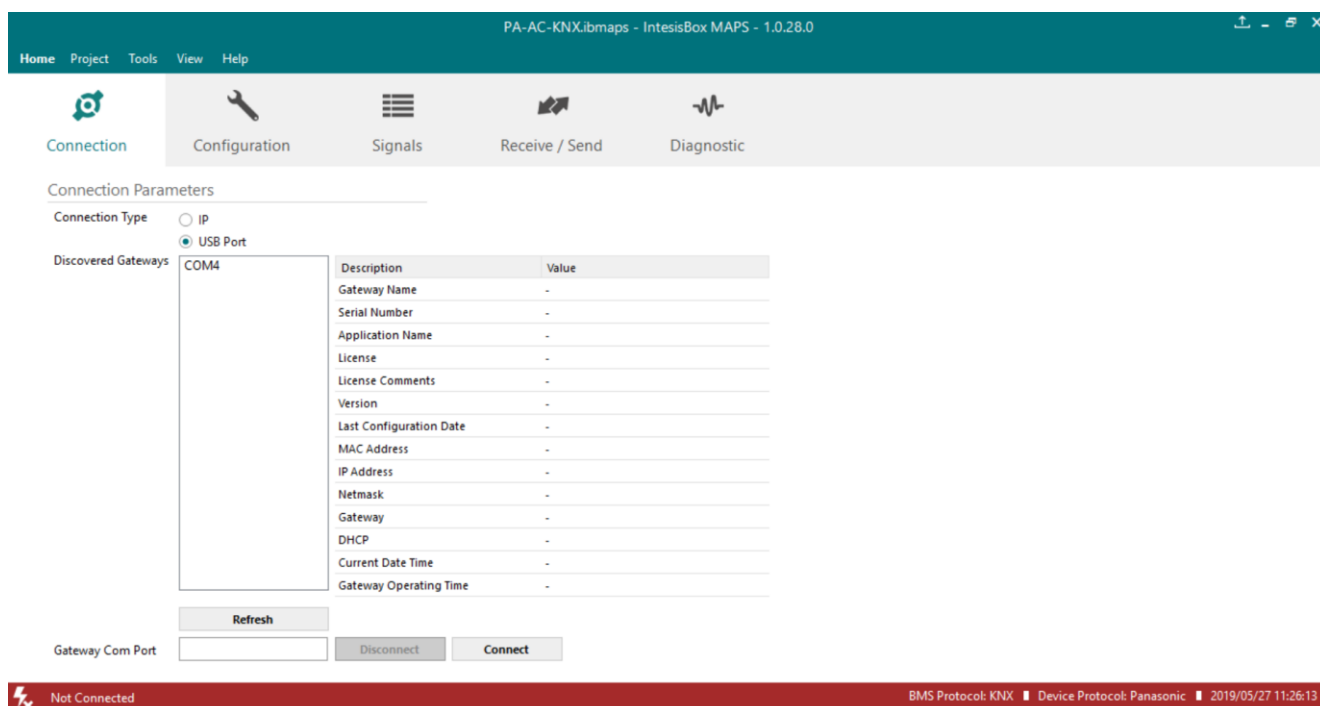 PA-AC-KNX.ibmaps - IntesisBox MAPS - 1.0.28.0
Home Project Tools View Help
Connection Configuration Signals Receive / Send Diagnostic
Connection Parameters
Connection Type
IP
USB Port
Discovered Gateways
COM4
Description Value
Gateway Name -
Serial Number -
Application Name -
License -
License Comments -
Version -
Last Configuration Date -
MAC Address -
IP Address -
Netmask -
Gateway -
DHCP -
Current Date Time -
Gateway Operating Time -
Refresh
Gateway Com Port Disconnect Connect
Not Connected BMS Protocol: KNX Device Protocol: Panasonic 2019/05/27 11:26:13